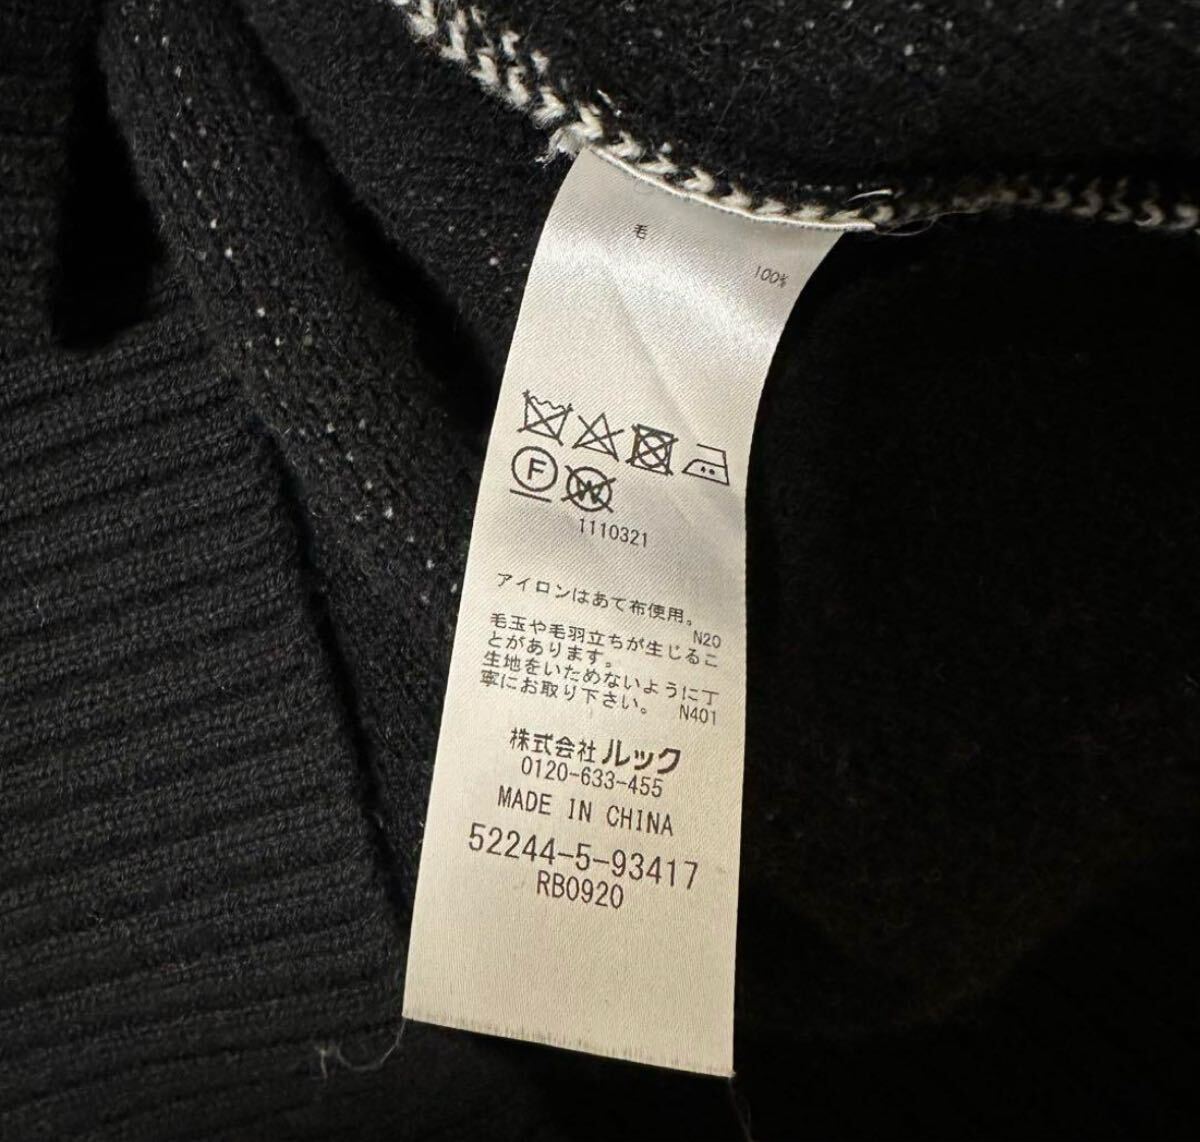 毛
100%
F
W
1110321
アイロンはあて布使用。
N20
毛玉や毛羽立ちが生じるこ
とがあります。
生地をいためないように丁
寧にお取り下さい。 N401
株式会社 ルック
0120-633-455
MADE IN CHINA
52244-5-93417
RB0920